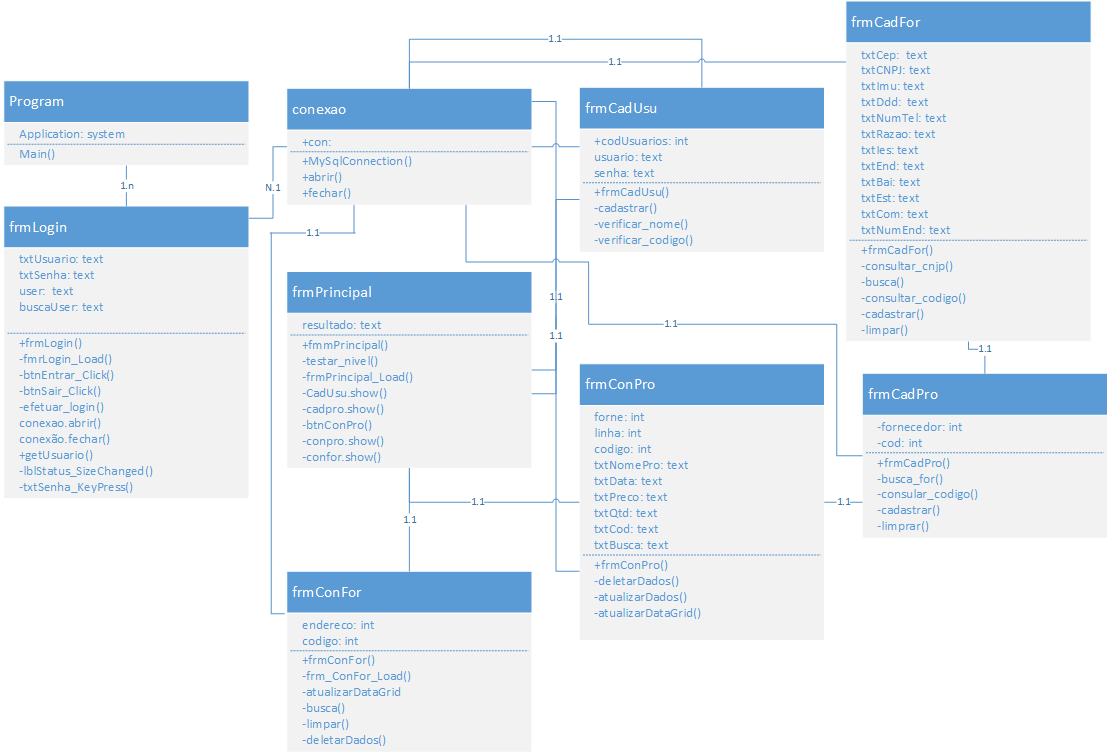 Program
Application: system
Main()
1.n
frmLogin
txtUsuario: text
txtSenha: text
user:  text
buscaUser: text
+frmLogin()
-fmrLogin_Load()
-btnEntrar_Click()
-btnSair_Click()
-efetuar_login()
conexao.abrir()
conexão.fechar()
+getUsuario()
-lblStatus_SizeChanged()
-txtSenha_KeyPress()
N.1
conexao
+con:
+MySqlConnection()
+abrir()
+fechar()
1.1
1.1
1.1
frmPrincipal
resultado: text
+fmmPrincipal()
-testar_nivel()
-frmPrincipal_Load()
-CadUsu.show()
-cadpro.show()
-btnConPro()
-conpro.show()
-confor.show()
1.1
1.1
frmConFor
endereco: int
codigo: int
+frmConFor()
-frm_ConFor_Load()
-atualizarDataGrid
-busca()
-limpar()
-deletarDados()
frmCadUsu
+codUsuarios: int
usuario: text
senha: text
+frmCadUsu()
-cadastrar()
-verificar_nome()
-verificar_codigo()
1.1
1.1
1.1
frmConPro
forne: int
linha: int
codigo: int
txtNomePro: text
txtData: text
txtPreco: text
txtQtd: text
txtCod: text
txtBusca: text
+frmConPro()
-deletarDados()
-atualizarDados()
-atualizarDataGrid()
frmCadFor
txtCep:  text
txtCNPJ: text
txtImu: text
txtDdd:  text
txtNumTel: text
txtRazao: text
txtIes: text
txtEnd: text
txtBai: text
txtEst: text
txtCom: text
txtNumEnd: text
+frmCadFor()
-consultar_cnjp()
-busca()
-consultar_codigo()
-cadastrar()
-limpar()
1.1
frmCadPro
-fornecedor: int
-cod: int
+frmCadPro()
-busca_for()
-consular_codigo()
-cadastrar()
-limprar()
1.1